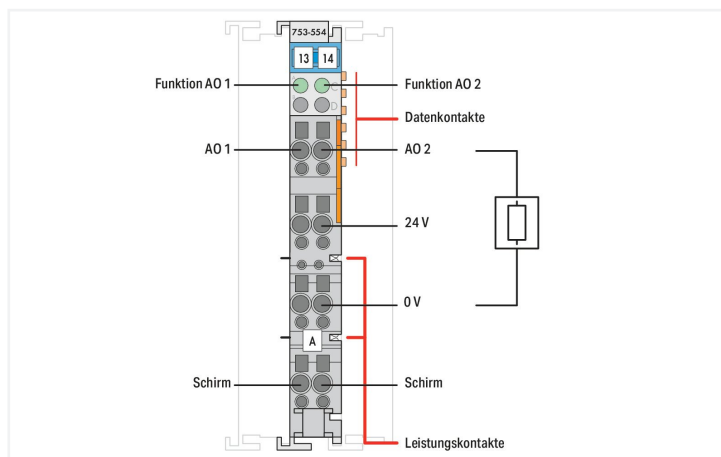 753-554
13 14
Funktion AO 1
Funktion AO 2
C
D
Datenkontakte
AO 1
AO 2
24 V
0 V
A
Schirm
Schirm
Leistungskontakte